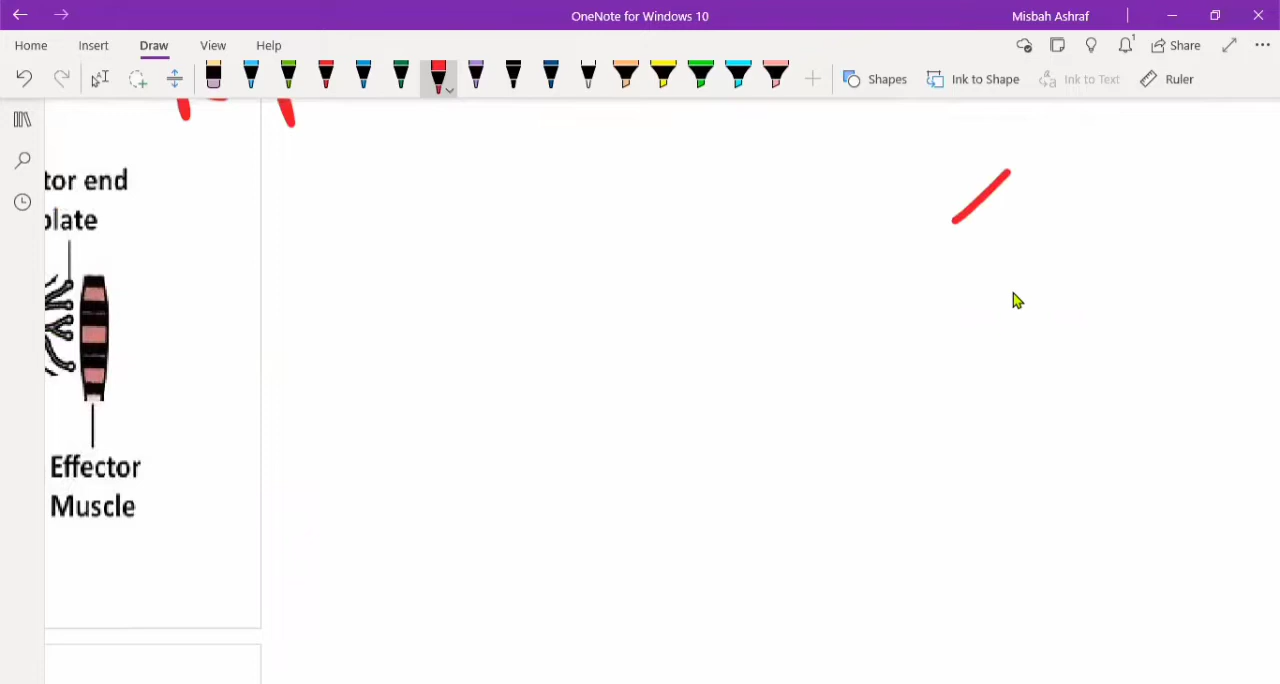 OneNote for Windows 10
Misbah Ashraf
Home Insert Draw View Help
1
Share
Shapes
Ink to Shape
Ink to Text
Ruler
tor end
plate
Effector
Muscle